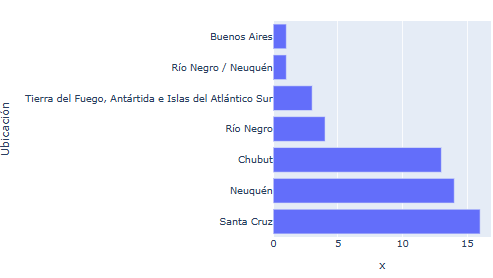 Ubicación
Buenos Aires
Río Negro / Neuquén
Tierra del Fuego, Antártida e Islas del Atlántico Sur
Río Negro
Chubut
Neuquén
Santa Cruz
0 5 10 15
x